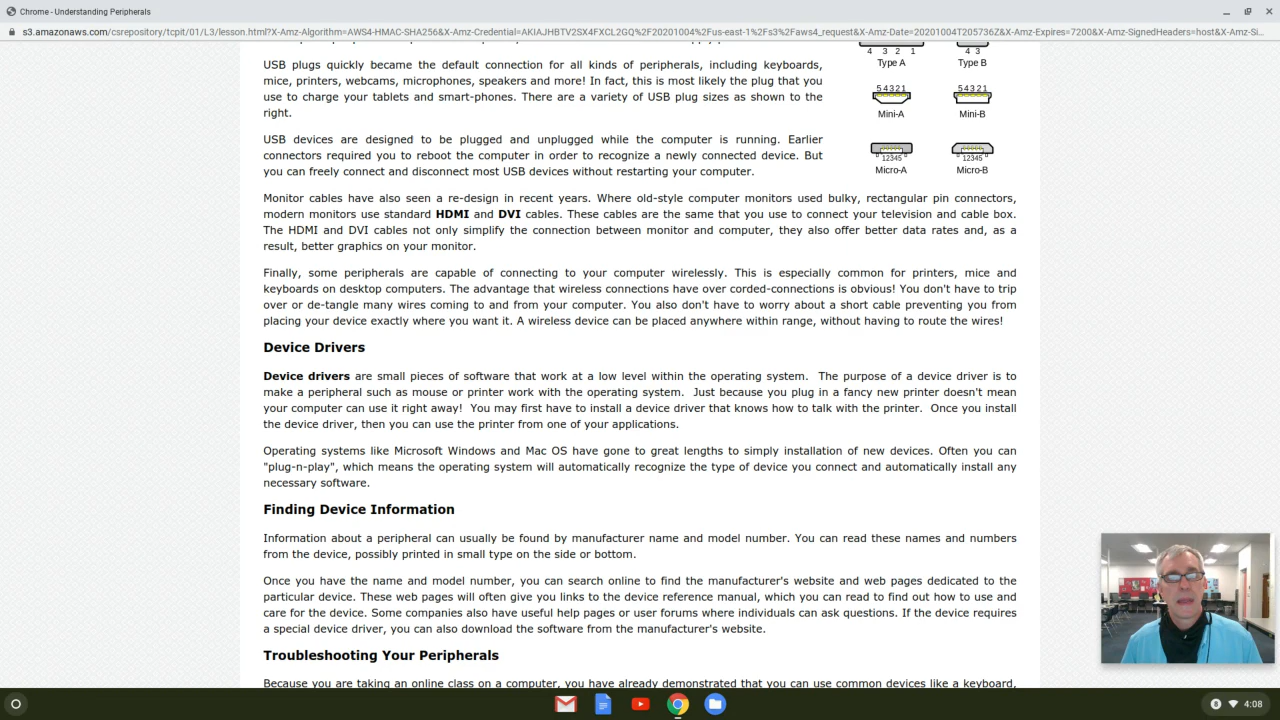 Chrome - Understanding Peripherals
s3.amazonaws.com/csrepository/tcpit/01/L3/lesson.html?X-Amz-Algorithm=AWS4-HMAC-SHA256&X-Amz-Credential=AKIAJHBTV2SX4FXCL2GQ%2F20201004%2Fus-east-1%2Fs3%2Faws4_request&X-Amz-Date=20201004T205736Z&X-Amz-Expires=7200&X-Amz-SignedHeaders=host&X-Amz-Si...
4 3 2 1
4 3
Type A
Type B
USB plugs quickly became the default connection for all kinds of peripherals, including keyboards,
mice, printers, webcams, microphones, speakers and more! In fact, this is most likely the plug that you
use to charge your tablets and smart-phones. There are a variety of USB plug sizes as shown to the
right.
54321
54321
Mini-A
Mini-B
USB devices are designed to be plugged and unplugged while the computer is running. Earlier
connectors required you to reboot the computer in order to recognize a newly connected device. But
you can freely connect and disconnect most USB devices without restarting your computer.
12345
12345
Micro-A
Micro-B
Monitor cables have also seen a re-design in recent years. Where old-style computer monitors used bulky, rectangular pin connectors,
modern monitors use standard HDMI and DVI cables. These cables are the same that you use to connect your television and cable box.
The HDMI and DVI cables not only simplify the connection between monitor and computer, they also offer better data rates and, as a
result, better graphics on your monitor.
Finally, some peripherals are capable of connecting to your computer wirelessly. This is especially common for printers, mice and
keyboards on desktop computers. The advantage that wireless connections have over corded-connections is obvious! You don't have to trip
over or de-tangle many wires coming to and from your computer. You also don't have to worry about a short cable preventing you from
placing your device exactly where you want it. A wireless device can be placed anywhere within range, without having to route the wires!
Device Drivers
Device drivers are small pieces of software that work at a low level within the operating system. The purpose of a device driver is to
make a peripheral such as mouse or printer work with the operating system. Just because you plug in a fancy new printer doesn't mean
your computer can use it right away! You may first have to install a device driver that knows how to talk with the printer. Once you install
the device driver, then you can use the printer from one of your applications.
Operating systems like Microsoft Windows and Mac OS have gone to great lengths to simply installation of new devices. Often you can
"plug-n-play", which means the operating system will automatically recognize the type of device you connect and automatically install any
necessary software.
Finding Device Information
Information about a peripheral can usually be found by manufacturer name and model number. You can read these names and numbers
from the device, possibly printed in small type on the side or bottom.
Once you have the name and model number, you can search online to find the manufacturer's website and web pages dedicated to the
particular device. These web pages will often give you links to the device reference manual, which you can read to find out how to use and
care for the device. Some companies also have useful help pages or user forums where individuals can ask questions. If the device requires
a special device driver, you can also download the software from the manufacturer's website.
Troubleshooting Your Peripherals
Because you are taking an online class on a computer, you have already demonstrated that you can use common devices like a keyboard,
4:08